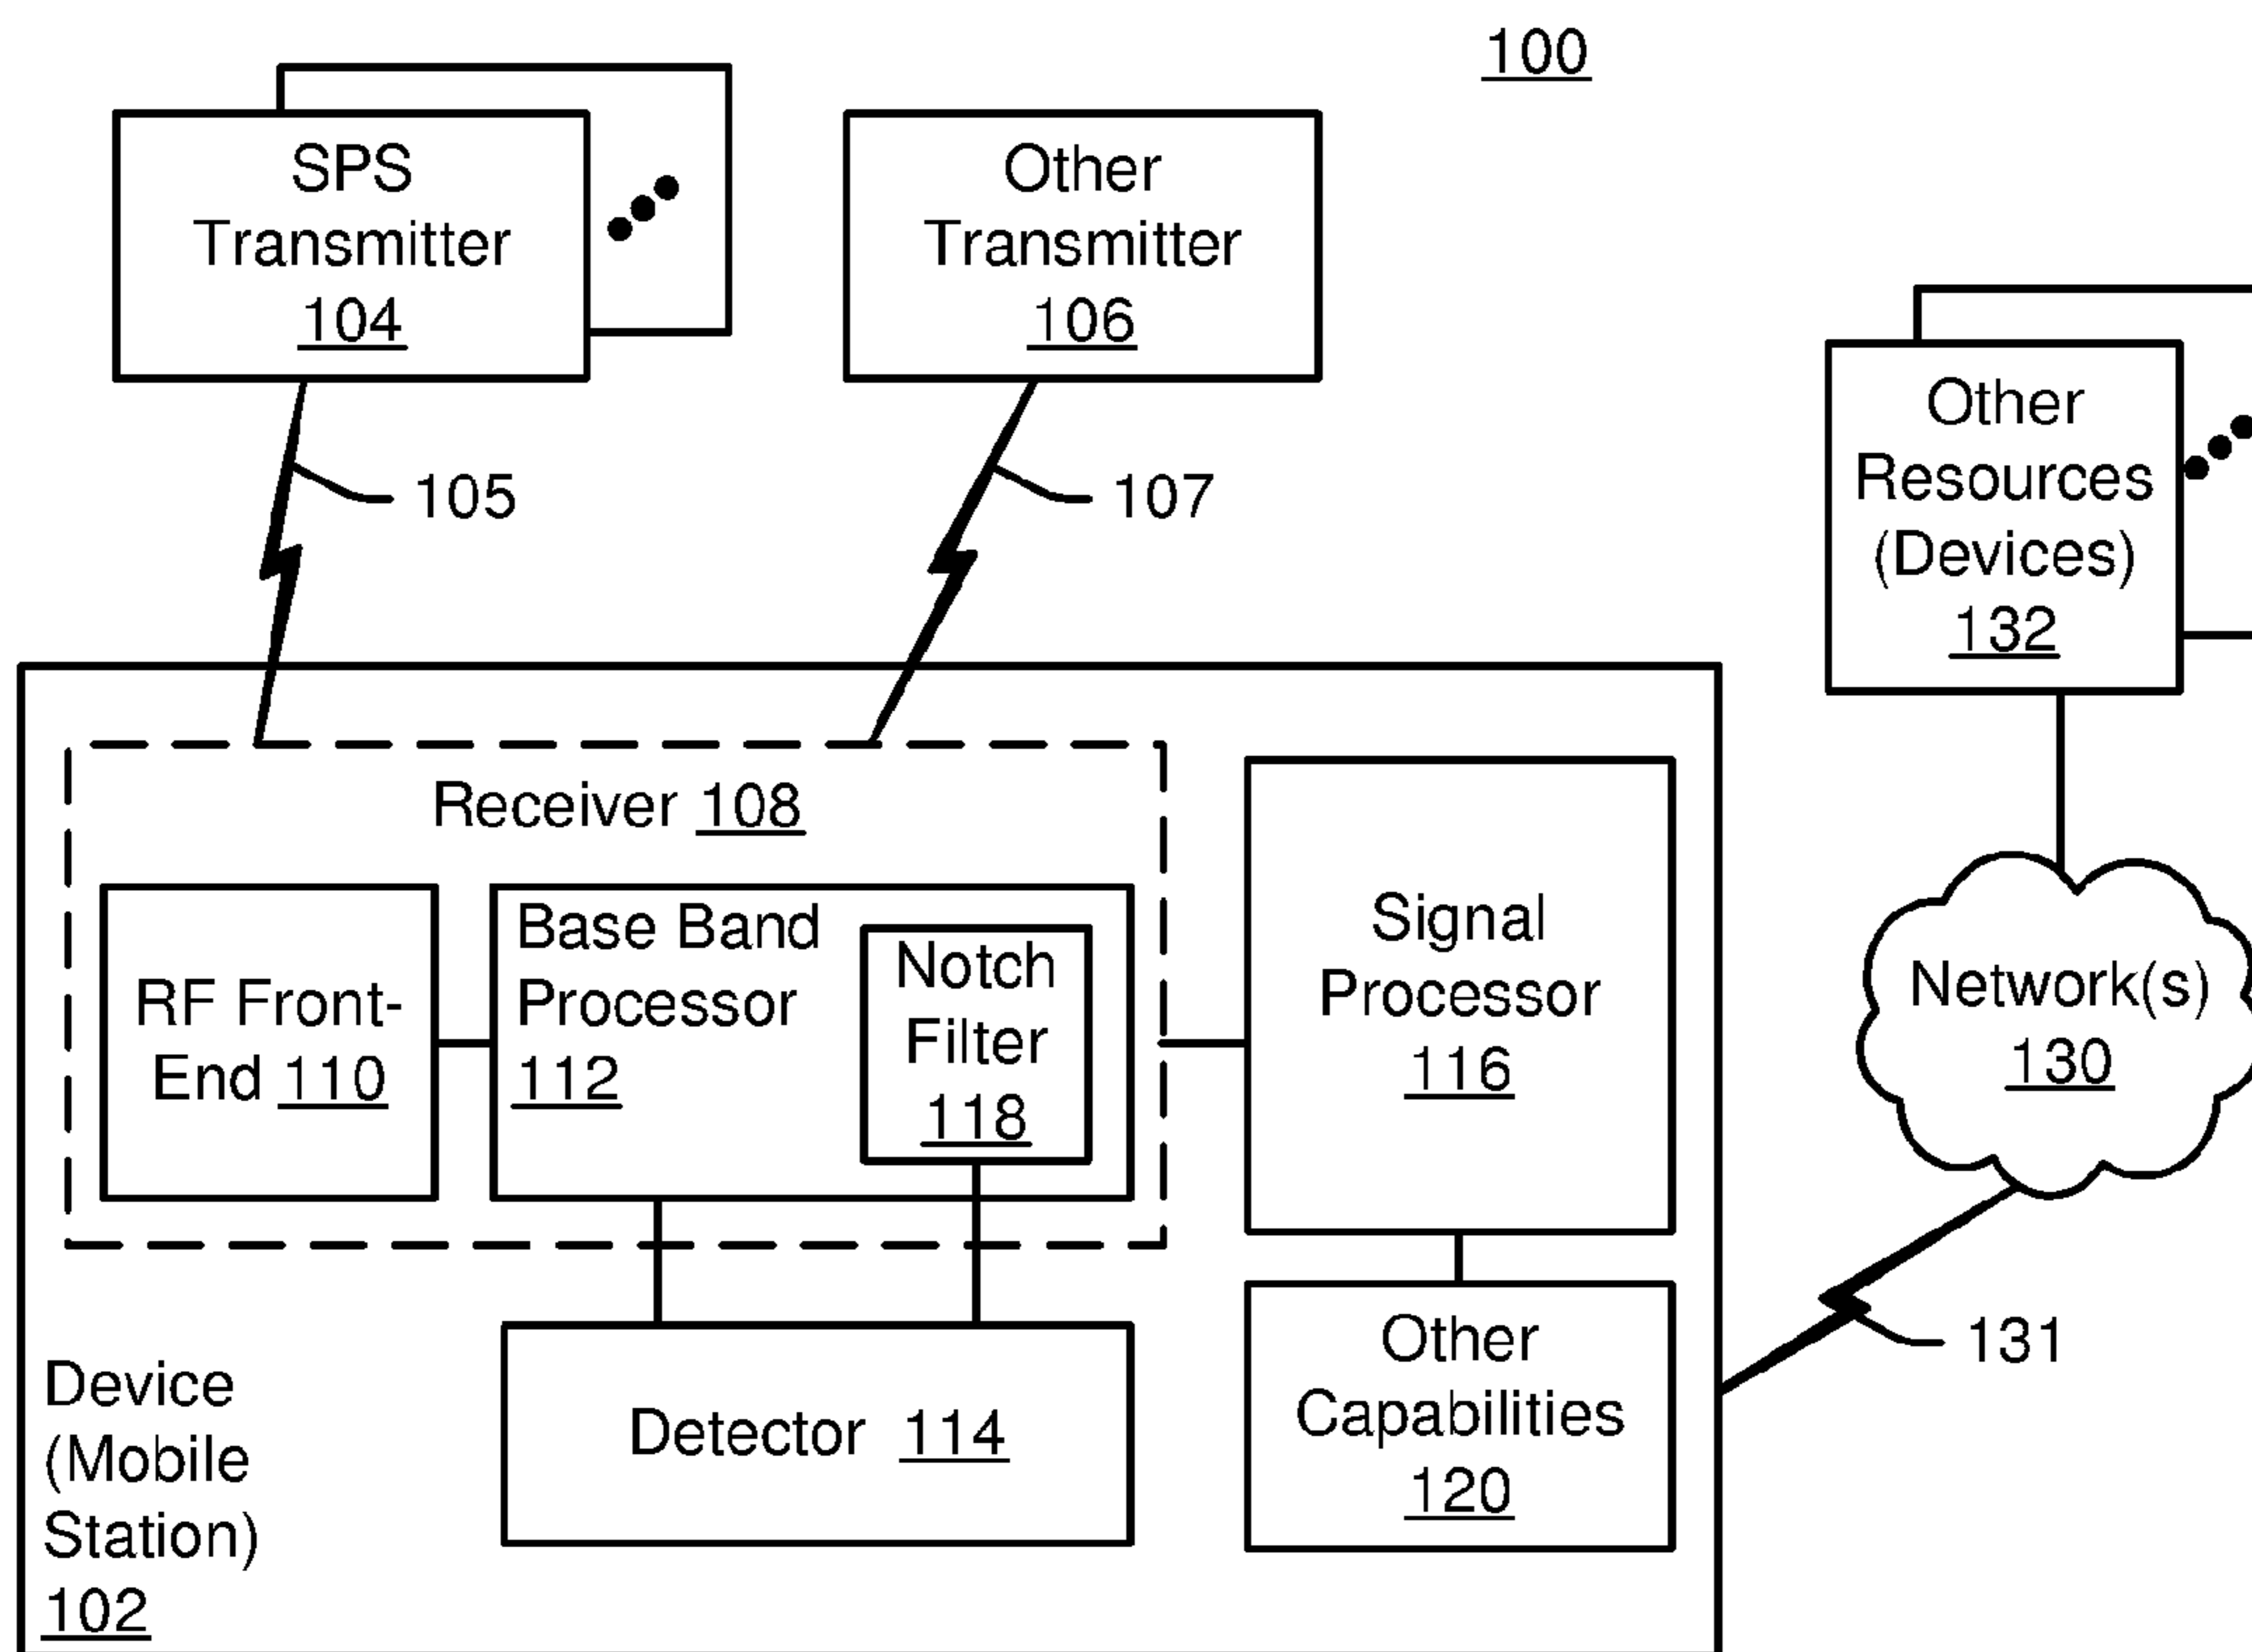 100
SPS
Transmitter
104
Other
Transmitter
106
Other
Resources
(Devices)
132
105
107
Receiver 108
RF Front-
End 110
Base Band
Processor
112
Notch
Filter
118
Signal
Processor
116
Network(s)
130
Detector 114
Other
Capabilities
120
131
Device
(Mobile
Station)
102